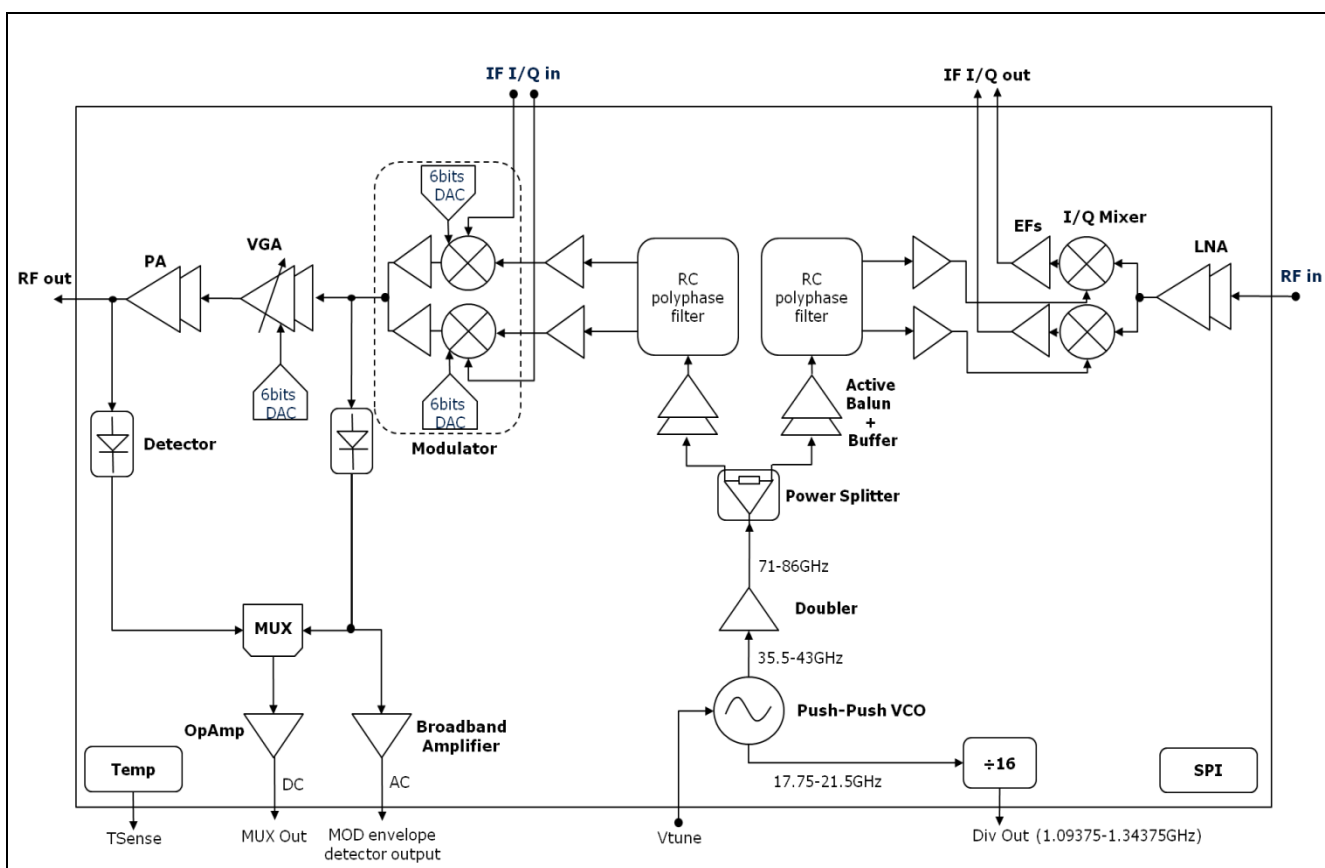 IF I/Q in
IF I/Q out
6bits
DAC
EFs
I/Q Mixer
LNA
VGA
PA
RF out
RF in
RC
polyphase
filter
RC
polyphase
filter
6bits
DAC
6bits
DAC
Active
Balun
+
Buffer
Detector
Modulator
Power Splitter
71-86GHz
Doubler
MUX
35.5-43GHz
OpAmp
Broadband
Amplifier
Push-Push VCO
Temp
DC
AC
17.75-21.5GHz
÷16
SPI
TSense
MUX Out
MOD envelope
detector output
Vtune
Div Out (1.09375-1.34375GHz)